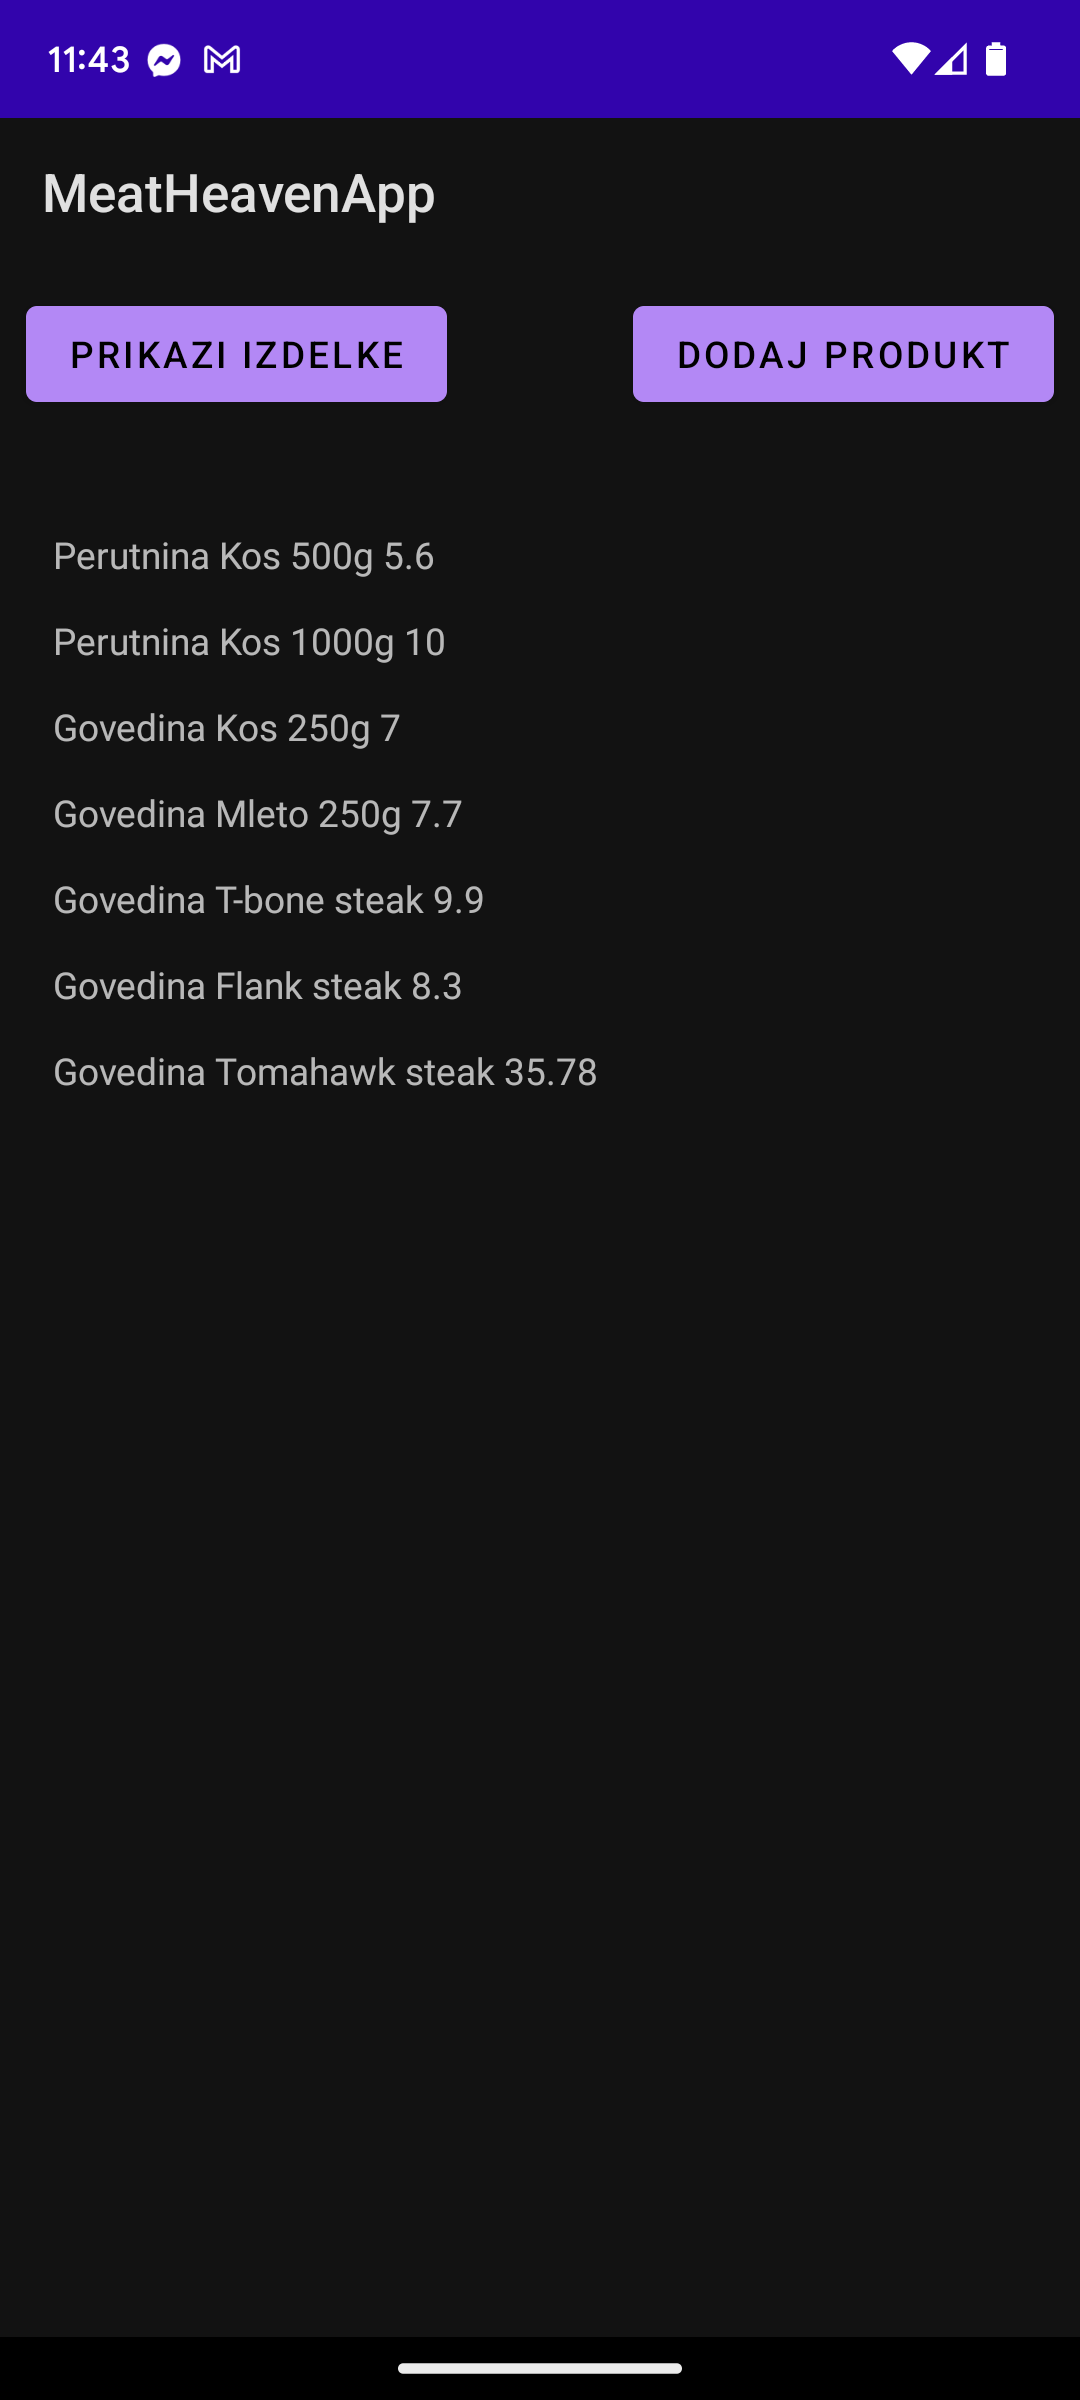 11:43
MeatHeavenApp
PRIKAZI IZDELKE
DODAJ PRODUKT
Perutnina Kos 500g 5.6
Perutnina Kos 1000g 10
Govedina Kos 250g 7
Govedina Mleto 250g 7.7
Govedina T-bone steak 9.9
Govedina Flank steak 8.3
Govedina Tomahawk steak 35.78